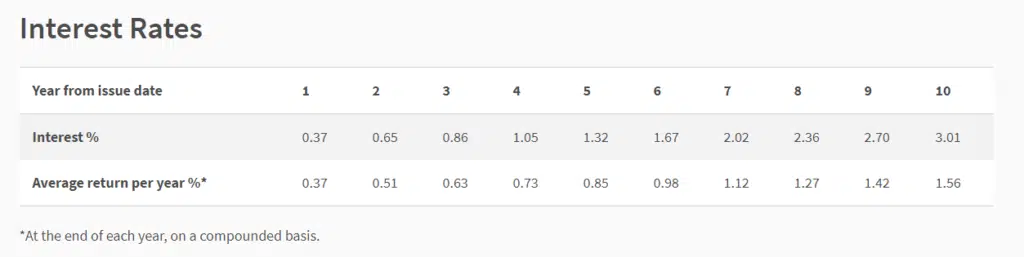 Interest Rates
Year from issue date 1 2 3 4 5 6 7 8 9 10
Interest % 0.37 0.65 0.86 1.05 1.32 1.67 2.02 2.36 2.70 3.01
Average return per year %* 0.37 0.51 0.63 0.73 0.85 0.98 1.12 1.27 1.42 1.56
*At the end of each year, on a compounded basis.